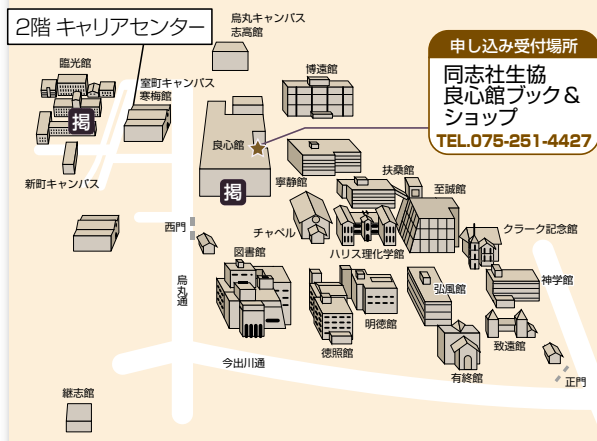 2階 キャリアセンター
烏丸キャンパス
志高館
申し込み受付場所
同志社生協
良心館ブック&
ショップ
TEL.075-251-4427
臨光館
掲
室町キャンパス
寒梅館
博遠館
良心館
掲
新町キャンパス
寧静館
扶桑館
至誠館
西門
チャペル
ハリス理化学館
クラーク記念館
図書館
烏丸通
弘風館
神学館
明徳館
徳照館
致遠館
今出川通
有終館
正門
継志館